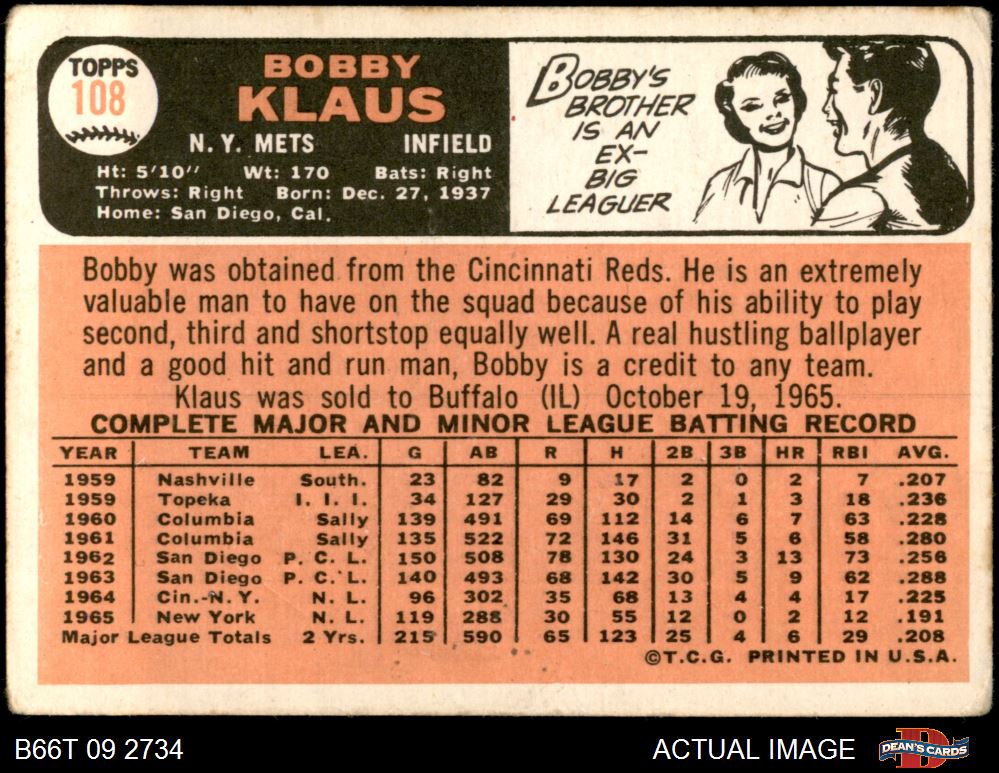 TOPPS
108
BOBBY
KLAUS
N. Y. METS INFIELD
Ht: 5'10" Wt: 170 Bats: Right
Throws: Right Born: Dec. 27, 1937
Home: San Diego, Cal.
BOBBY'S
BROTHER
IS AN
EX-
BIG
LEAGUER
Bobby was obtained from the Cincinnati Reds. He is an extremely
valuable man to have on the squad because of his ability to play
second, third and shortstop equally well. A real hustling ballplayer
and a good hit and run man, Bobby is a credit to any team.
Klaus was sold to Buffalo (IL) October 19, 1965.
COMPLETE MAJOR AND MINOR LEAGUE BATTING RECORD
YEAR TEAM LEA. G AB R H 2B 3B HR RBI AVG.
1959 Nashville South. 23 82 9 17 2 0 2 7 .207
1959 Topeka I. I. I. 34 127 29 30 2 1 3 18 .236
1960 Columbia Sally 139 491 69 112 14 6 7 63 .228
1961 Columbia Sally 135 522 72 146 31 5 6 58 .280
1962 San Diego P. C. L. 150 508 78 130 24 3 13 73 .256
1963 San Diego P. C. L. 140 493 68 142 30 5 9 62 .288
1964 Cin.-N. Y. N. L. 96 302 35 68 13 4 4 17 .225
1965 New York N. L. 119 288 30 55 12 0 2 12 .191
Major League Totals 2 Yrs. 215 590 65 123 25 4 6 29 .208
©T.C.G. PRINTED IN U.S.A.
B66T 09 2734 ACTUAL IMAGE DEAN'S CARDS